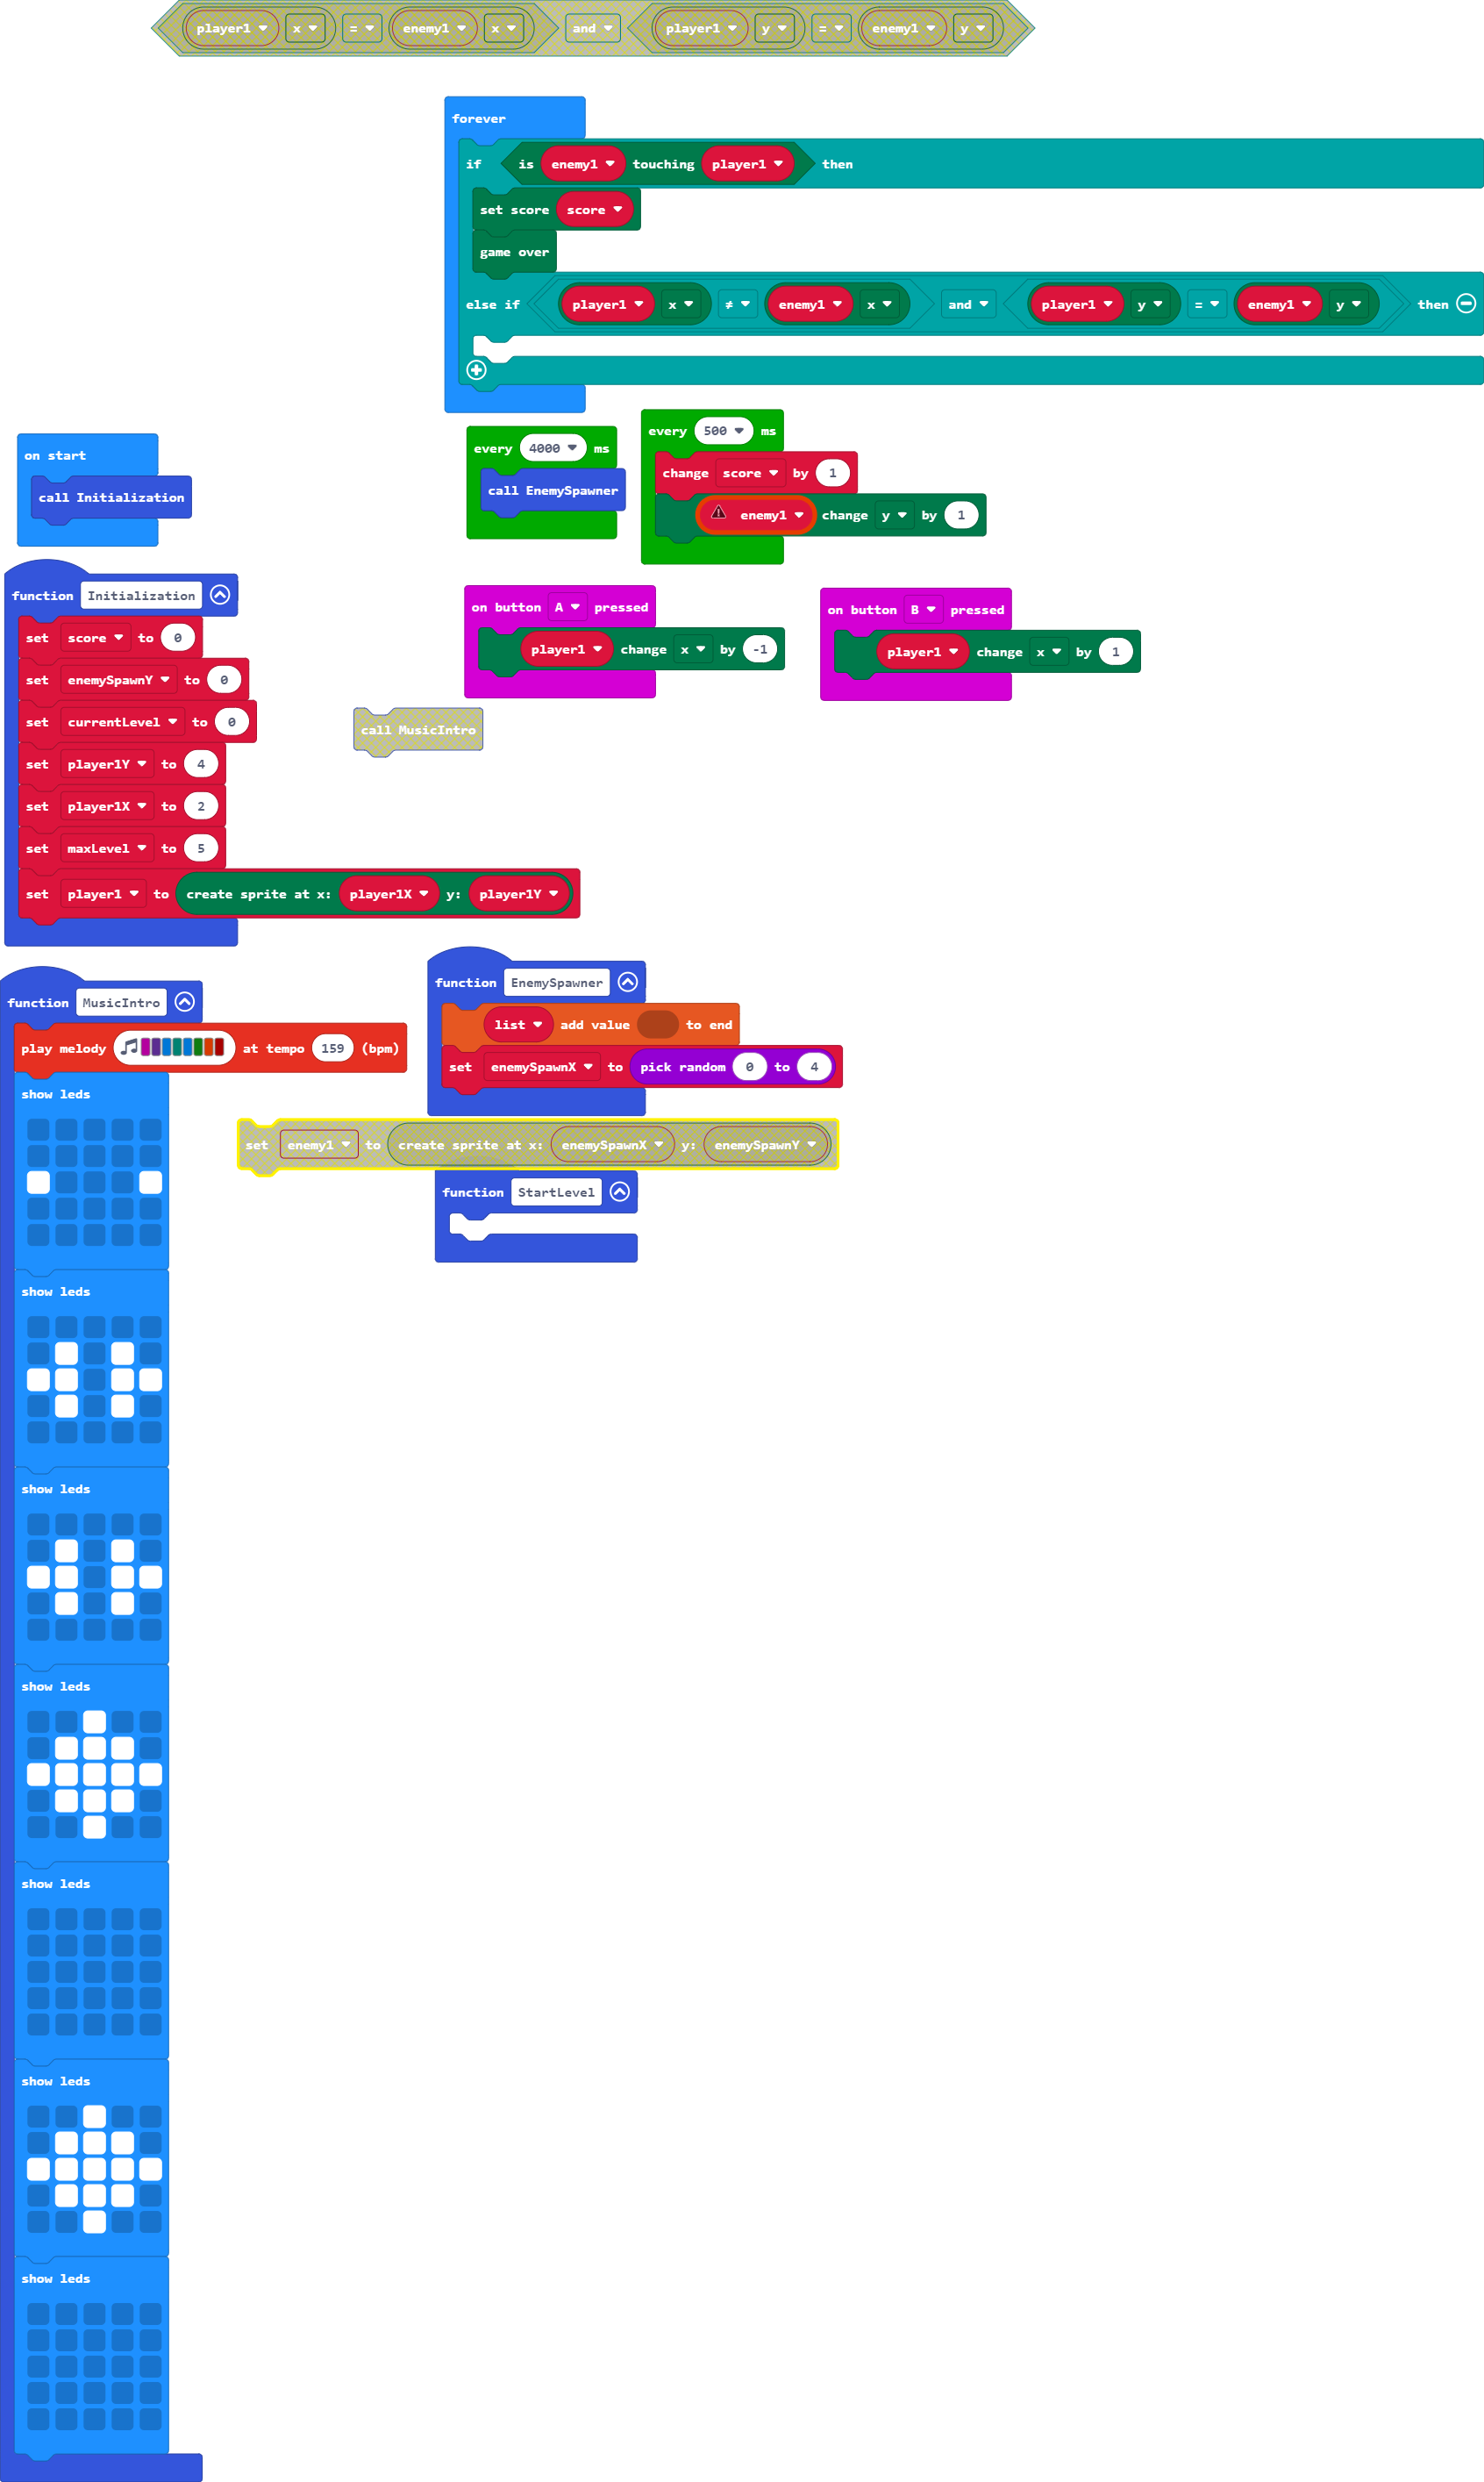 player1 x = enemy1 x and player1 y = enemy1 y
forever
if is enemy1 touching player1 then
set score score
game over
else if player1 x ≠ enemy1 x and player1 y = enemy1 y then
on start
call Initialization
every 4000 ms
call EnemySpawner
every 500 ms
change score by 1
enemy1 change y by 1
function Initialization
set score to 0
set enemySpawnY to 0
set currentLevel to 0
set player1Y to 4
set player1X to 2
set maxLevel to 5
set player1 to create sprite at x: player1X y: player1Y
on button A pressed
player1 change x by -1
on button B pressed
player1 change x by 1
call MusicIntro
function MusicIntro
play melody at tempo 159 (bpm)
show leds
show leds
show leds
show leds
show leds
show leds
show leds
function EnemySpawner
list add value to end
set enemySpawnX to pick random 0 to 4
set enemy1 to create sprite at x: enemySpawnX y: enemySpawnY
function StartLevel